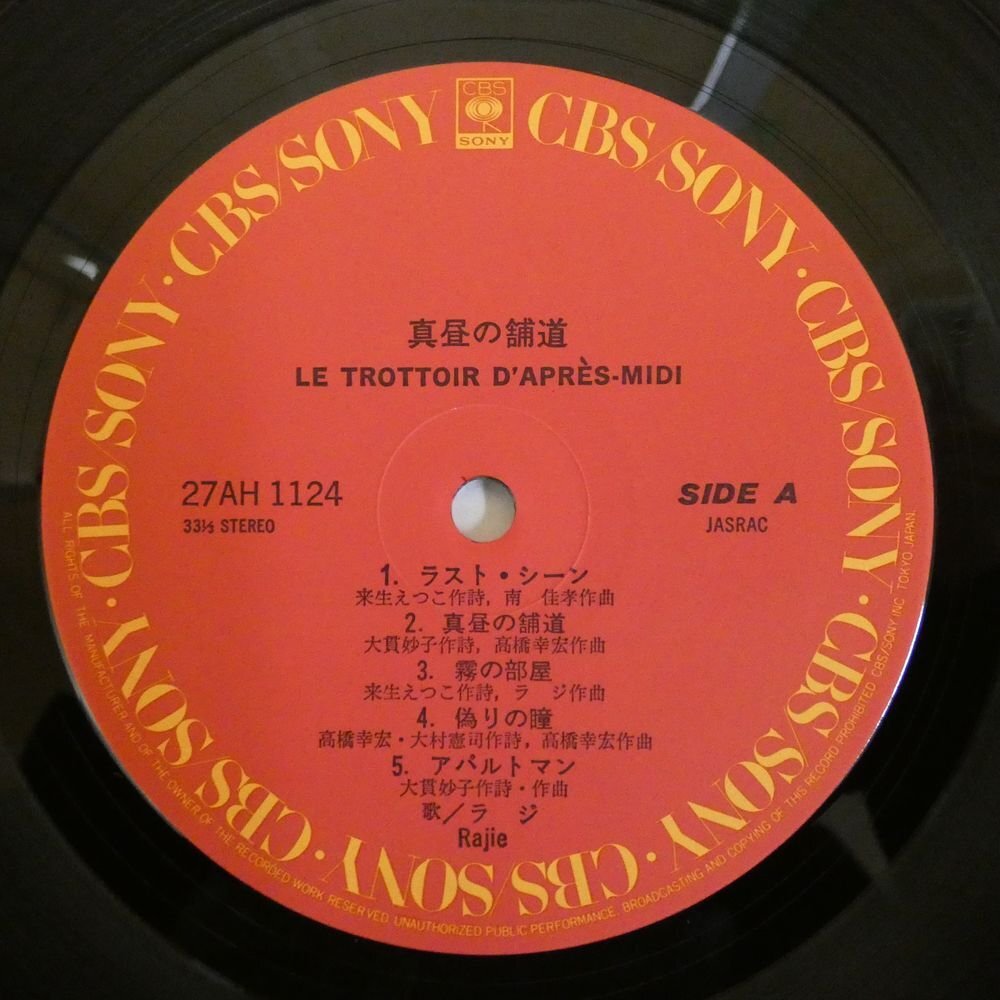 CBS
SONY
CBS/SONY · CBS/SONY · CBS/SONY · CBS/SONY · CBS/SONY · CBS/SONY · CBS/SONY · CBS/SONY
真昼の舗道
LE TROTTOIR D'APRÈS-MIDI
27AH 1124
33⅓ STEREO
SIDE A
JASRAC
1. ラスト・シーン
来生えつこ作詩, 南 佳孝作曲
2. 真昼の舗道
大貫妙子作詩, 高橋幸宏作曲
3. 霧の部屋
来生えつこ作詩, ラ ジ作曲
4. 偽りの瞳
高橋幸宏・大村憲司作詩, 高橋幸宏作曲
5. アパルトマン
大貫妙子作詩・作曲
歌/ラ ジ
Rajie
ALL RIGHTS OF THE MANUFACTURER AND OF THE OWNER OF THE RECORDED WORK RESERVED. UNAUTHORIZED PUBLIC PERFORMANCE, BROADCASTING AND COPYING OF THIS RECORD PROHIBITED CBS/SONY INC TOKYO JAPAN.